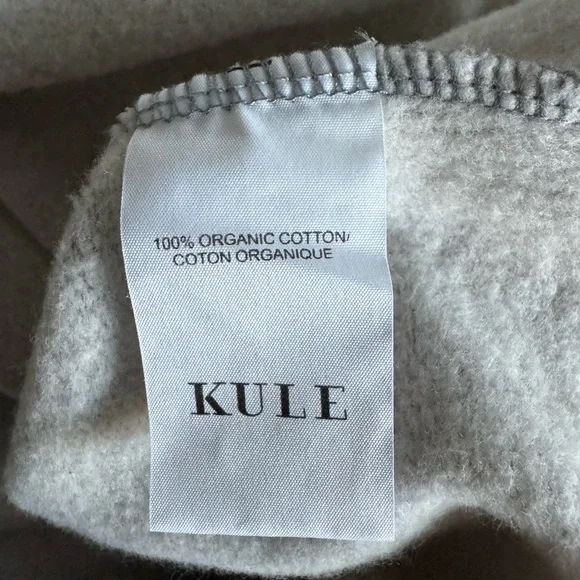 100% ORGANIC COTTON/
COTON ORGANIQUE
KULE